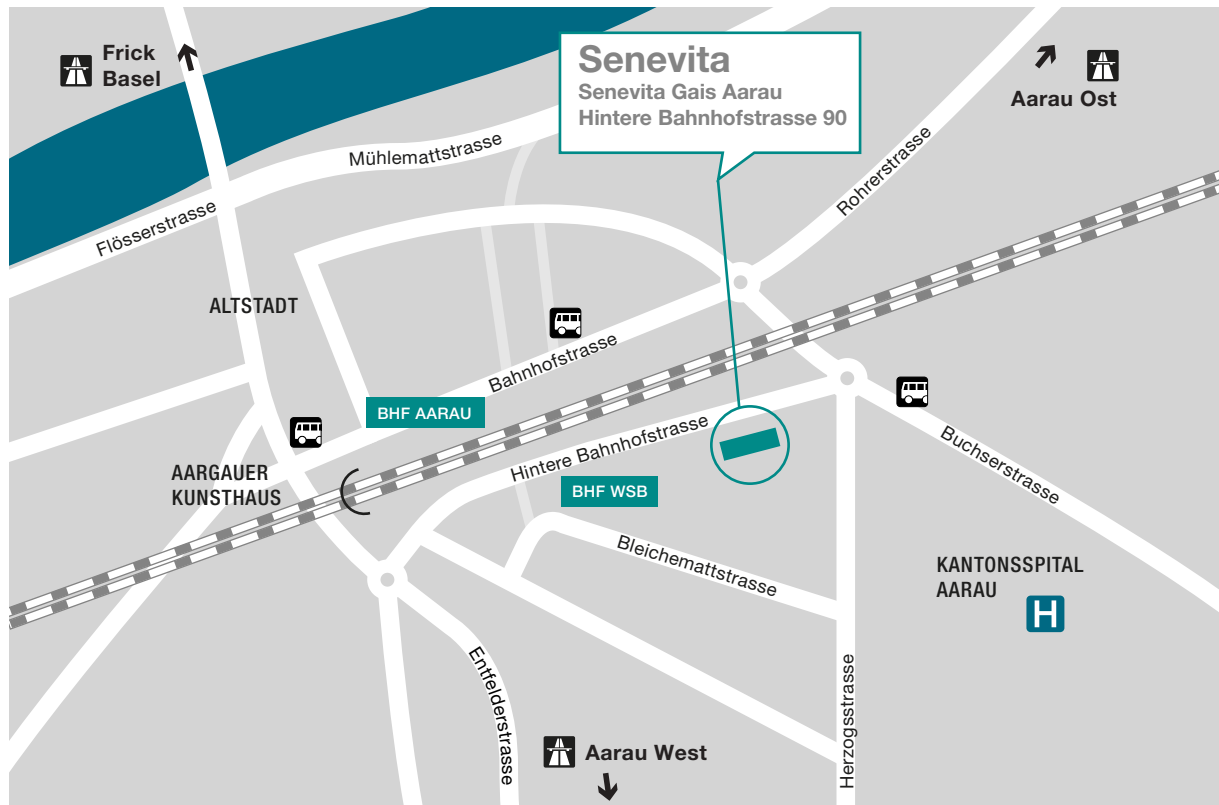 Frick
Basel
Senevita
Senevita Gais Aarau
Hintere Bahnhofstrasse 90
Aarau Ost
Mühlemattstrasse
Rohrerstrasse
Flösserstrasse
ALTSTADT
Bahnhofstrasse
BHF AARAU
Hintere Bahnhofstrasse
Buchserstrasse
AARGAUER
KUNSTHAUS
BHF WSB
Bleichemattstrasse
KANTONSSPITAL
AARAU
H
Entfelderstrasse
Herzogsstrasse
Aarau West